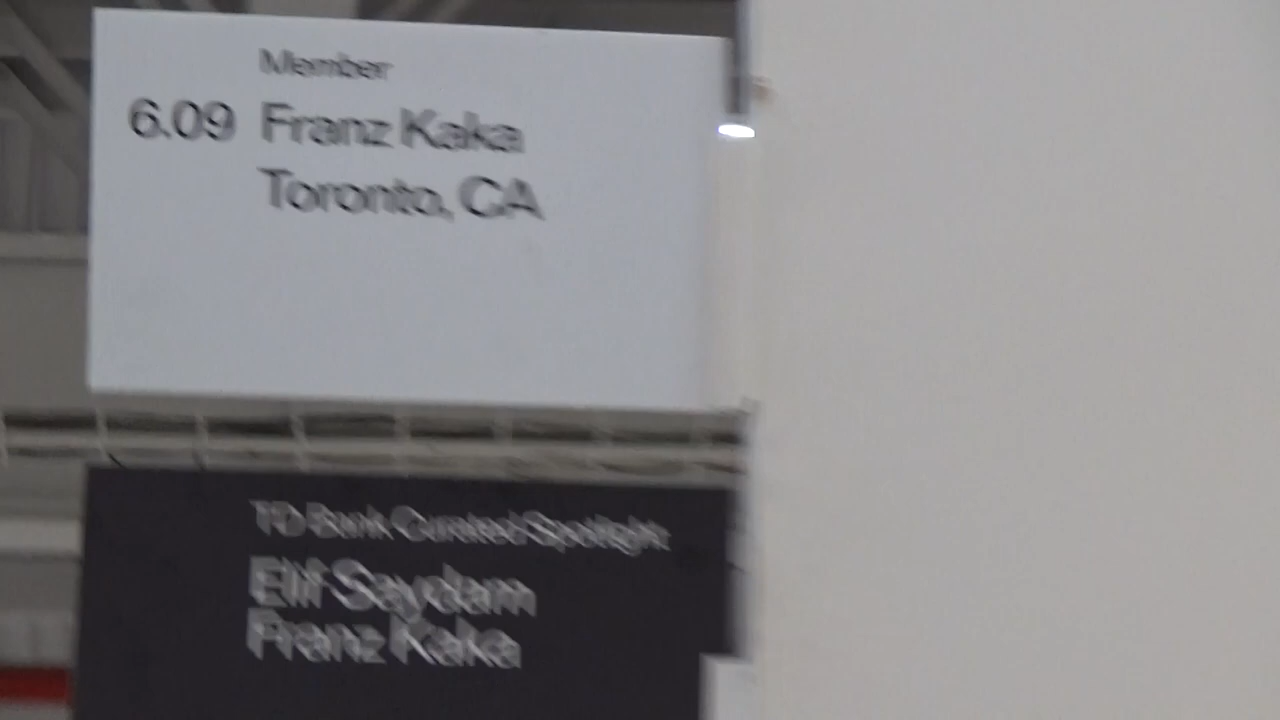 Member
6.09 Franz Kaka
Toronto, CA
TD Bank Curated Spotlight
Elif Saydam
Franz Kaka